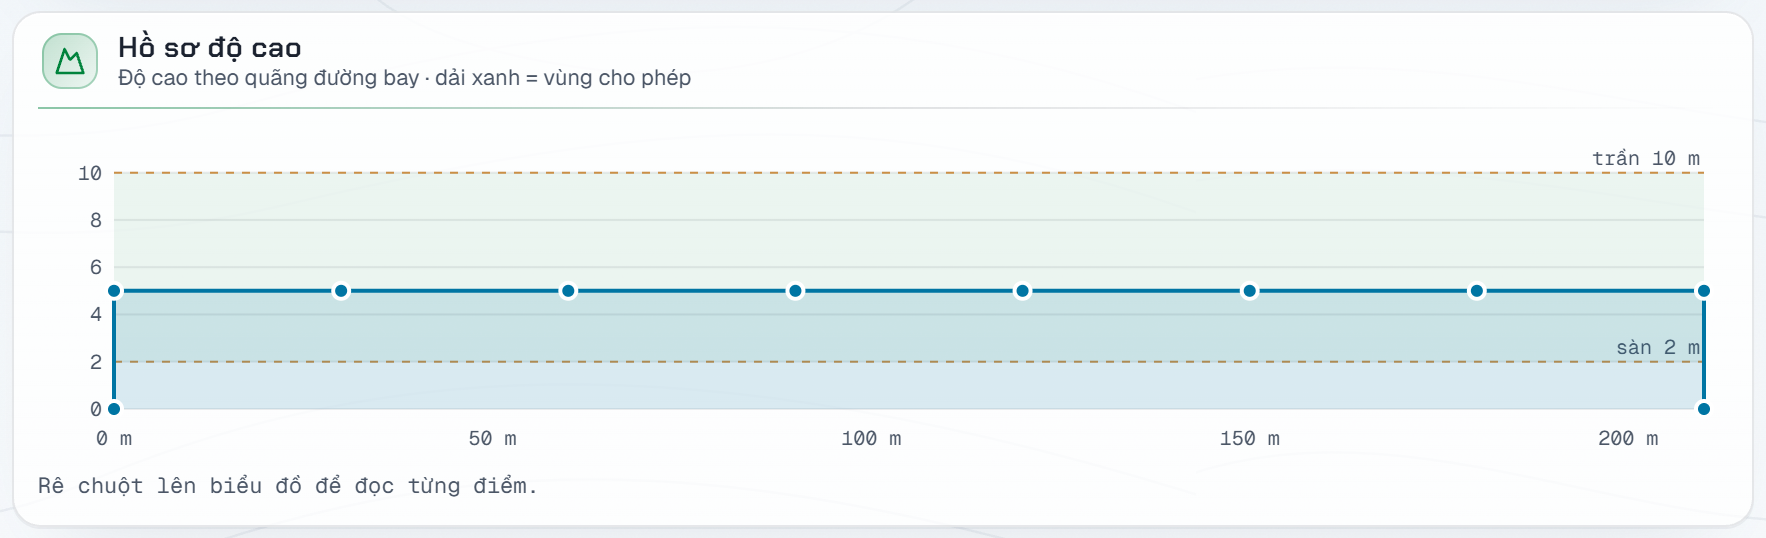 Hồ sơ độ cao
Độ cao theo quãng đường bay · dải xanh = vùng cho phép
trần 10 m
10
8
6
4
sàn 2 m
2
0
0 m 50 m 100 m 150 m 200 m
Rê chuột lên biểu đồ để đọc từng điểm.